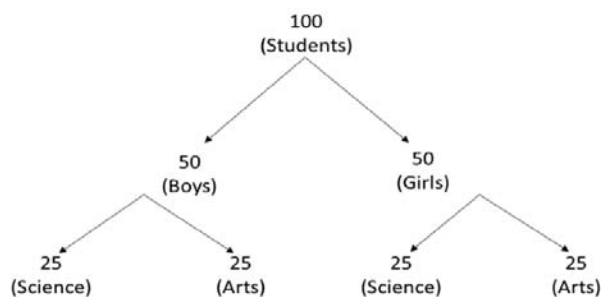 100
(Students)
50
(Boys)
50
(Girls)
25
(Science)
25
(Arts)
25
(Science)
25
(Arts)